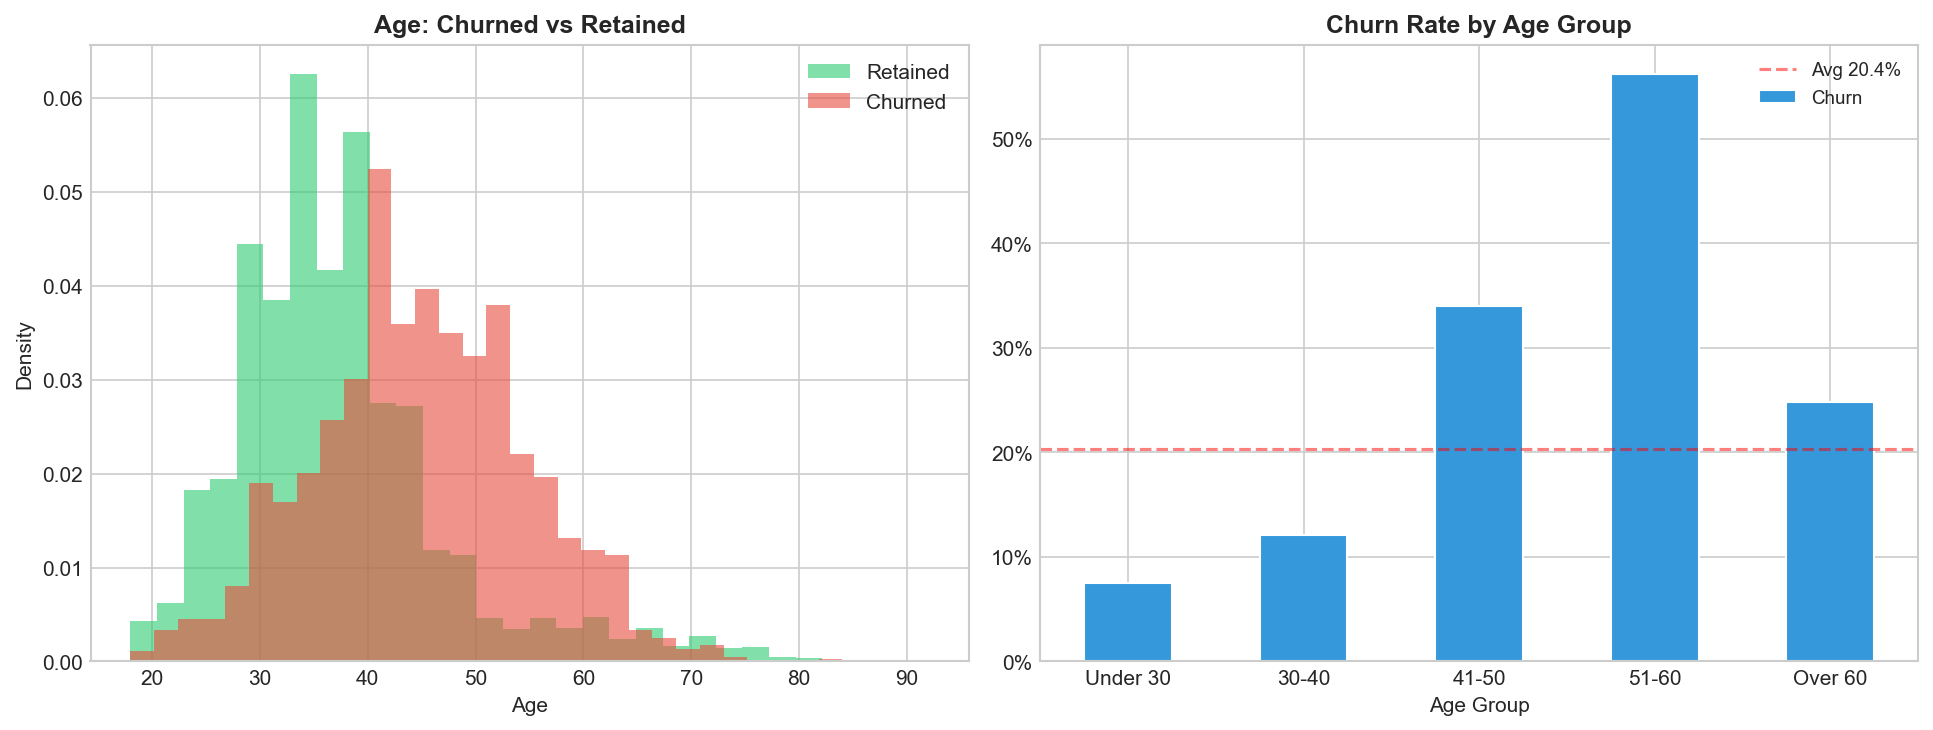 Age: Churned vs Retained
Retained
Churned
0.06
0.05
0.04
0.03
0.02
0.01
0.00
Density
20 30 40 50 60 70 80 90
Age
Churn Rate by Age Group
Avg 20.4%
Churn
50%
40%
30%
20%
10%
0%
Under 30 30-40 41-50 51-60 Over 60
Age Group